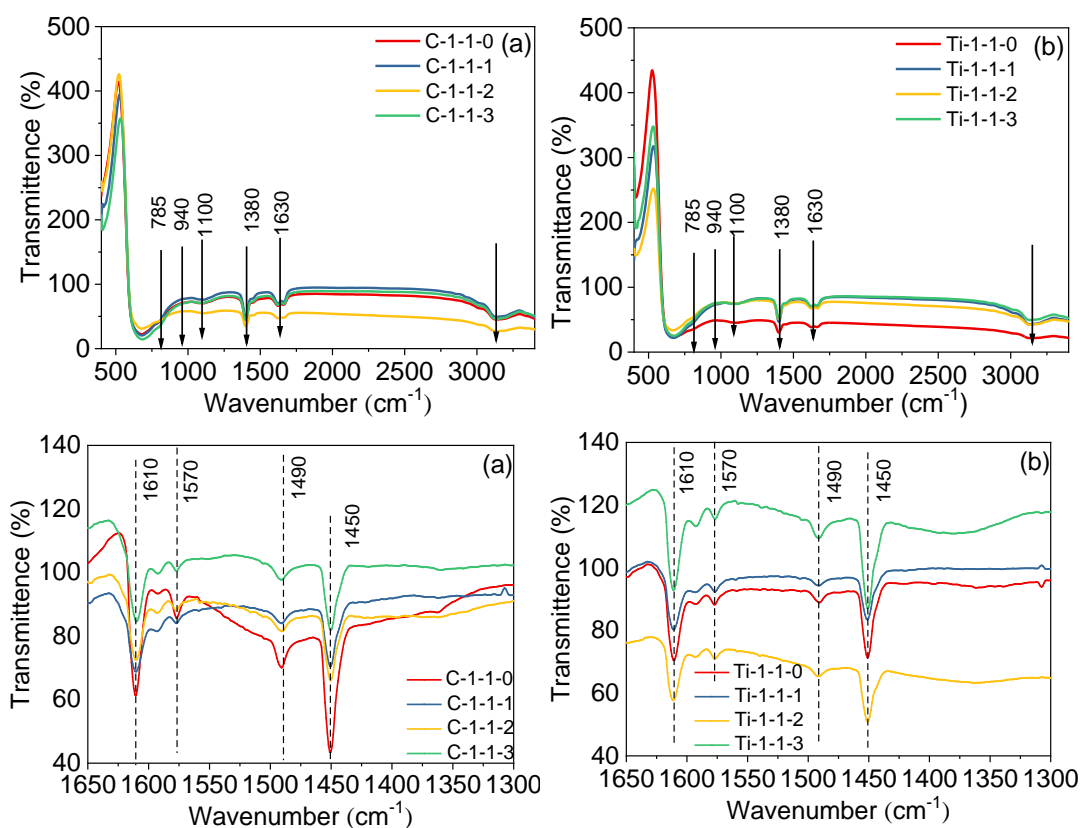 500
400
300
200
100
0
Transmittence (%)
C-1-1-0
C-1-1-1
C-1-1-2
C-1-1-3
(a)
785
940
1100
1380
1630
500 1000 1500 2000 2500 3000
Wavenumber (cm-1)
500
400
300
200
100
0
Transmittance (%)
Ti-1-1-0
Ti-1-1-1
Ti-1-1-2
Ti-1-1-3
(b)
785
940
1100
1380
1630
500 1000 1500 2000 2500 3000
Wavenumber (cm-1)
140
120
100
80
60
40
Transmittence (%)
(a)
1610
1570
1490
1450
C-1-1-0
C-1-1-1
C-1-1-2
C-1-1-3
1650 1600 1550 1500 1450 1400 1350 1300
Wavenumber (cm-1)
140
120
100
80
60
40
Transmittence (%)
(b)
1610
1570
1490
1450
Ti-1-1-0
Ti-1-1-1
Ti-1-1-2
Ti-1-1-3
1650 1600 1550 1500 1450 1400 1350 1300
Wavenumber (cm-1)